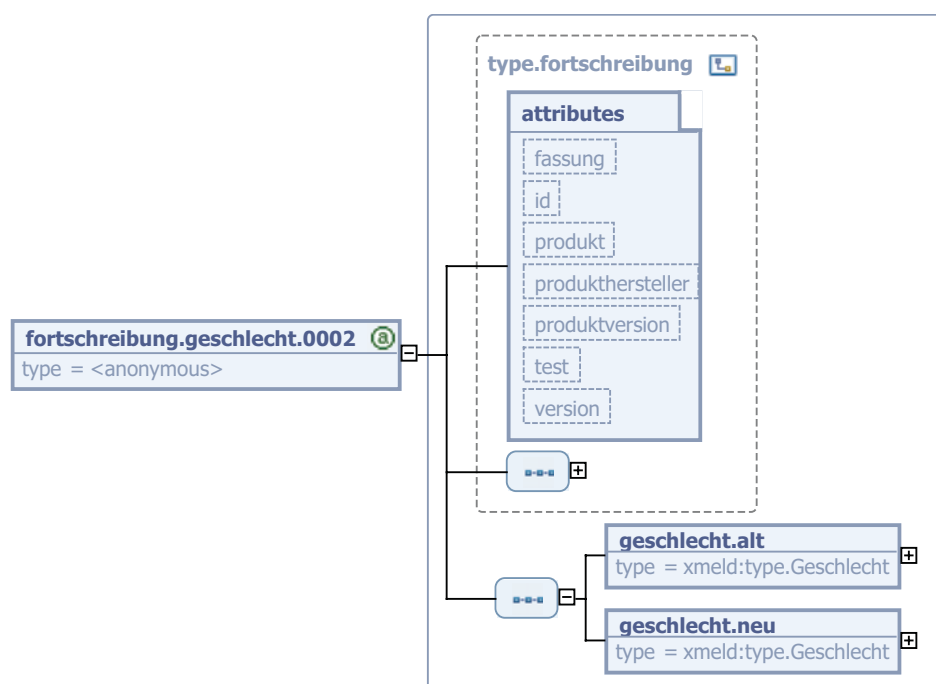 type.fortschreibung
attributes
fassung
id
produkt
produkthersteller
produktversion
test
version
fortschreibung.geschlecht.0002
type = <anonymous>
geschlecht.alt
type = xmeld:type.Geschlecht
geschlecht.neu
type = xmeld:type.Geschlecht